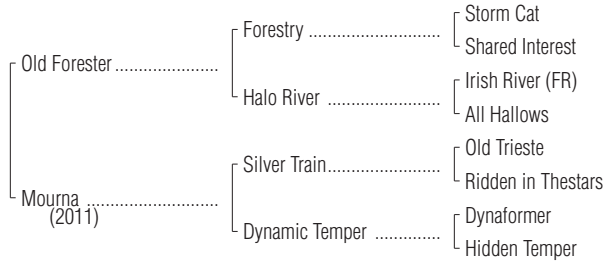 Storm Cat
Forestry
Shared Interest
Old Forester
Irish River (FR)
Halo River
All Hallows
Old Trieste
Silver Train
Ridden in Thestars
Mourna
(2011)
Dynaformer
Dynamic Temper
Hidden Temper